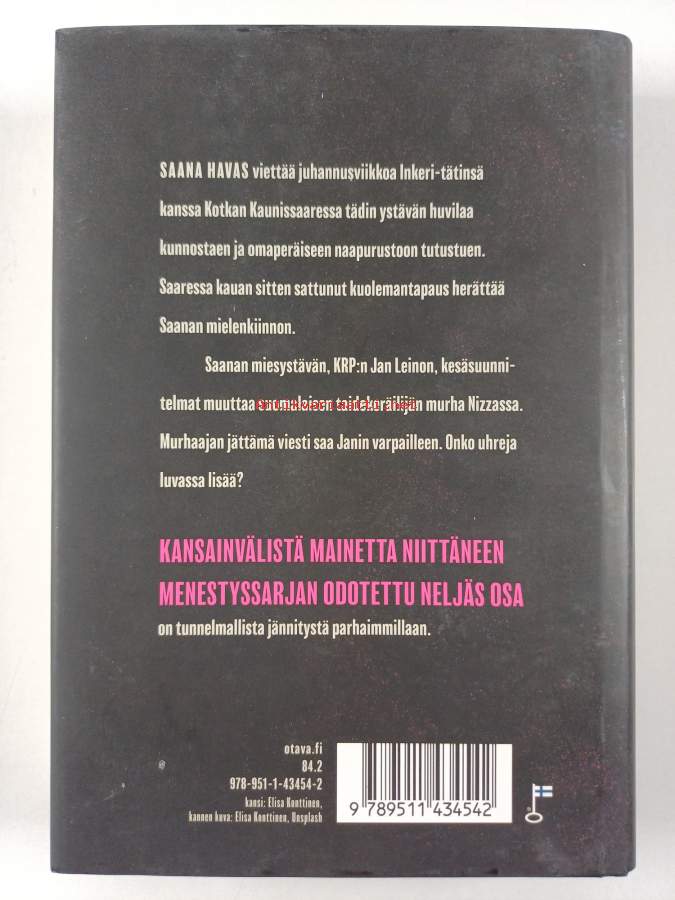 SAANA HAVAS viettää juhannusviikkoa Inkeri-tätinsä
kanssa Kotkan Kaunissaaressa tädin ystävän huvilaa
kunnostaen ja omaperäiseen naapurustoon tutustuen.
Saaressa kauan sitten sattunut kuolemantapaus herättää
Saanan mielenkiinnon.
Saanan miesystävän, KRP:n Jan Leinon, kesäsuunni-
telmat muuttaa suomalaisen taidekeräilijän murha Nizzassa.
Murhaajan jättämä viesti saa Janin varpailleen. Onko uhreja
luvassa lisää?
KANSAINVÄLISTÄ MAINETTA NIITTÄNEEN
MENESTYSSARJAN ODOTETTU NELJÄS OSA
on tunnelmallista jännitystä parhaimmillaan.
otava.fi
84.2
978-951-1-43454-2
kansi: Elisa Konttinen,
kannen kuva: Elisa Konttinen, Unsplash
9 789511 434542